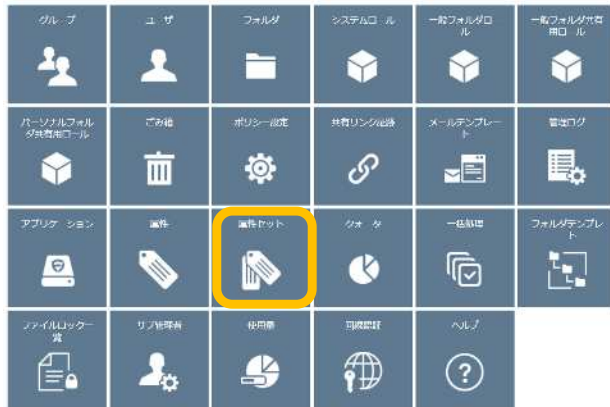 グループ
ユーザ
フォルダ
システムロール
一般フォルダロー
ル
一般フォルダ共有
用ロール
パーソナルフォル
ダ共有用ロール
ごみ箱
ポリシー設定
共有リンク記録
メールテンプレー
ト
管理ログ
アプリケーション
属性
属性セット
クォータ
一括処理
フォルダテンプレ
ート
ファイルロック一
覧
サブ管理者
使用量
回線認証
ヘルプ